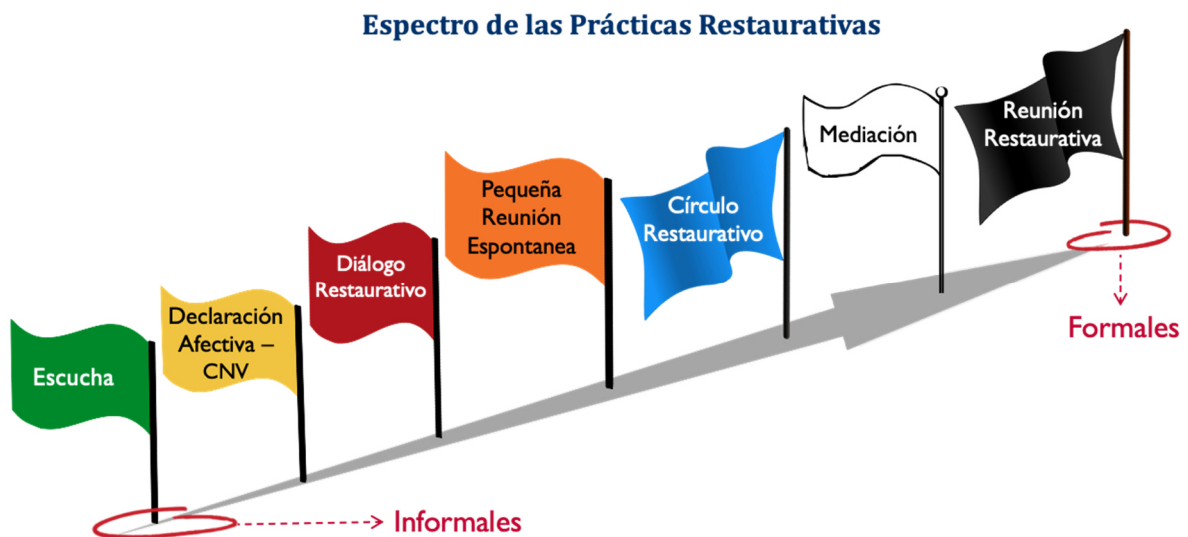 Espectro de las Prácticas Restaurativas
Escucha
Declaración
Afectiva –
CNV
Diálogo
Restaurativo
Pequeña
Reunión
Espontanea
Círculo
Restaurativo
Mediación
Reunión
Restaurativa
Informales
Formales